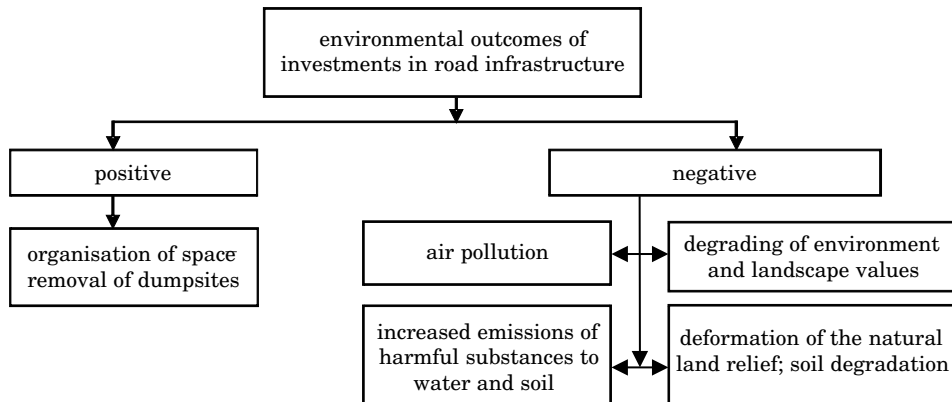 environmental outcomes of
investments in road infrastructure
positive
negative
organisation of space-
removal of dumpsites
air pollution
degrading of environment
and landscape values
increased emissions of
harmful substances to
water and soil
deformation of the natural
land relief; soil degradation